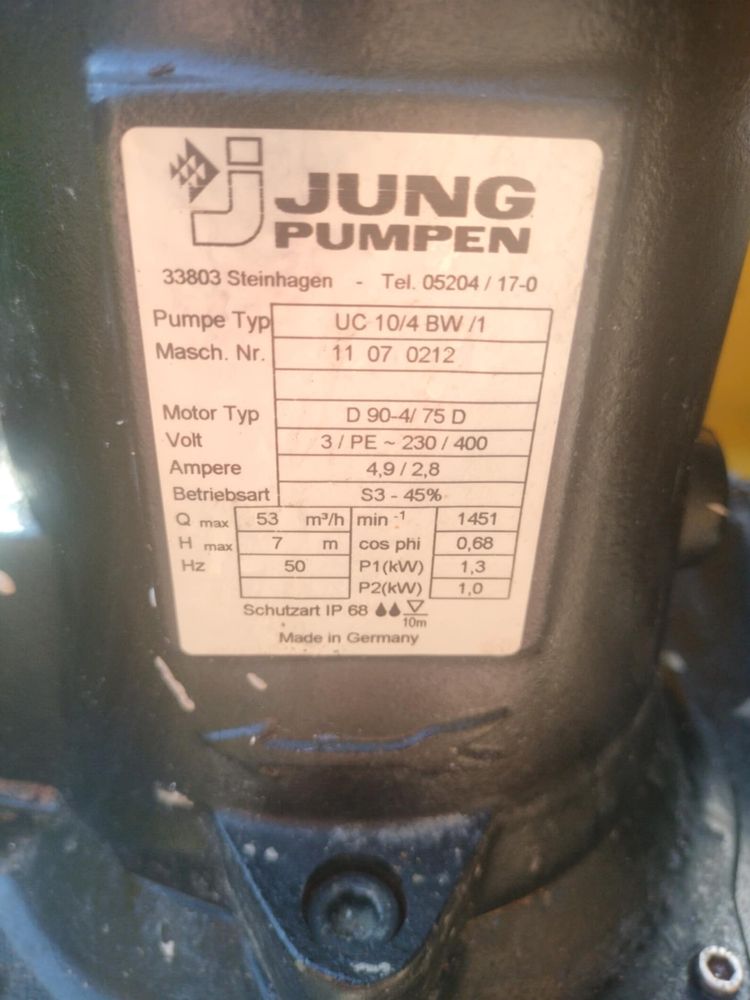 j JUNG
PUMPEN
33803 Steinhagen - Tel. 05204 / 17-0
Pumpe Typ UC 10/4 BW /1
Masch. Nr. 11 07 0212
Motor Typ D 90-4/ 75 D
Volt 3 / PE ~ 230 / 400
Ampere 4,9 / 2,8
Betriebsart S3 - 45%
Q max 53 m³/h min -1 1451
H max 7 m cos phi 0,68
Hz 50 P1(kW) 1,3
P2(kW) 1,0
Schutzart IP 68
10m
Made in Germany